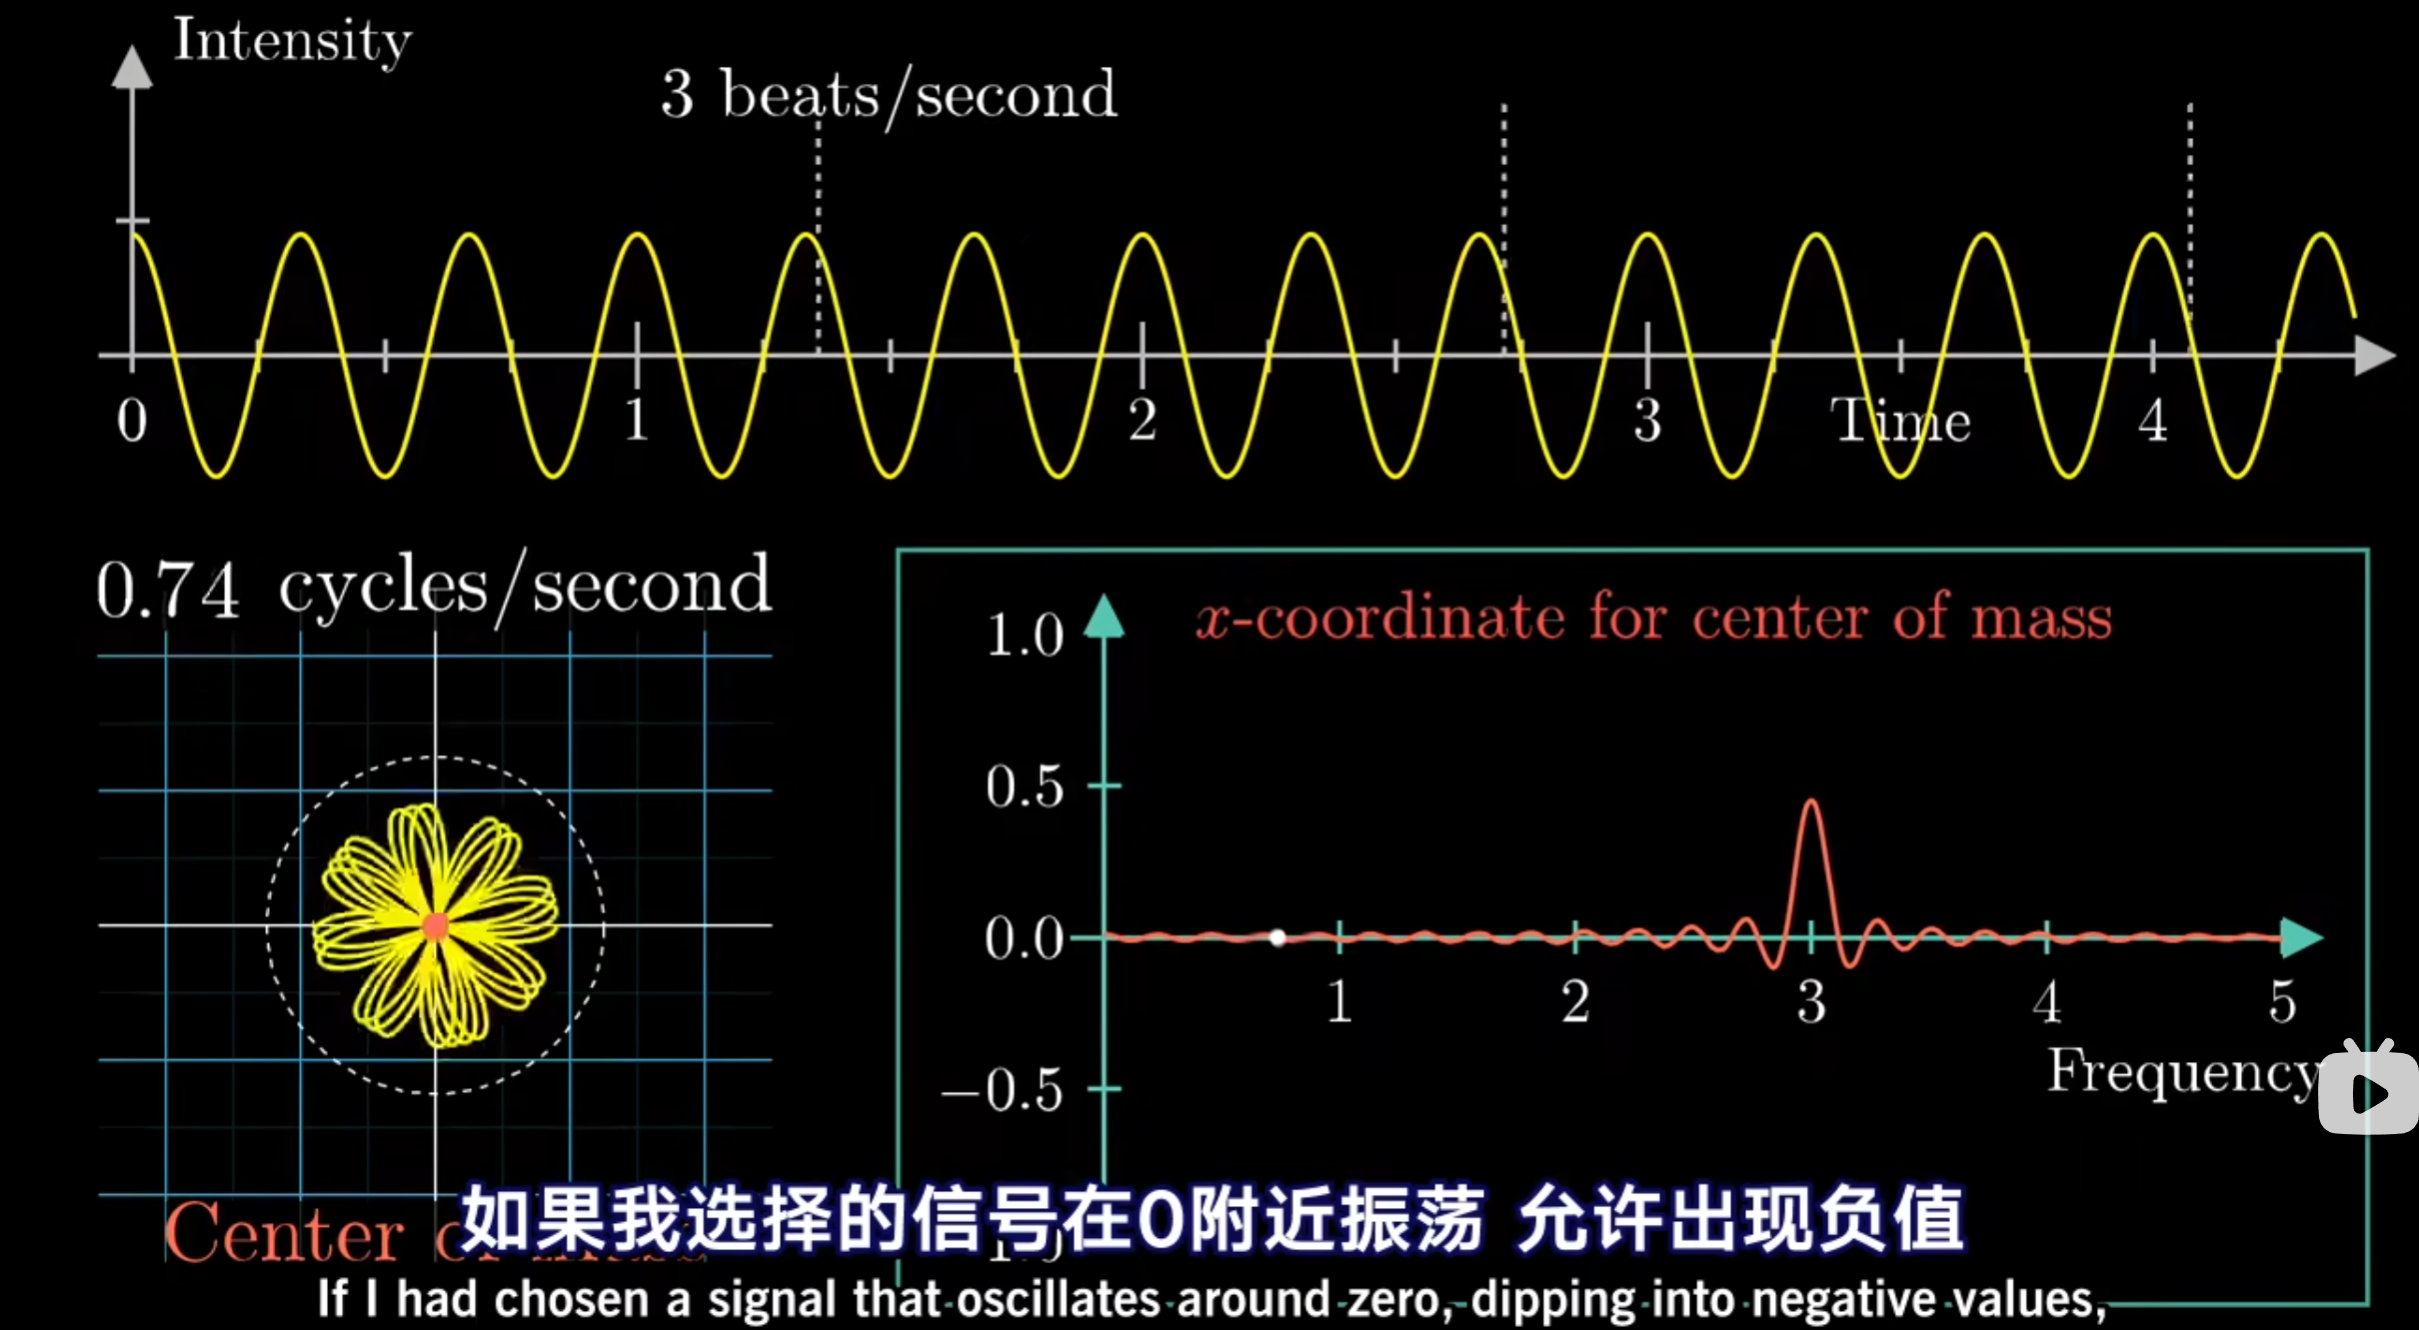 Intensity
3 beats/second
0
1
2
3
Time
4
0.74 cycles/second
x-coordinate for center of mass
1.0
0.5
0.0
1
2
3
4
5
Frequency
−0.5
Center
如果我选择的信号在0附近振荡 允许出现负值
If I had chosen a signal that oscillates around zero, dipping into negative values,